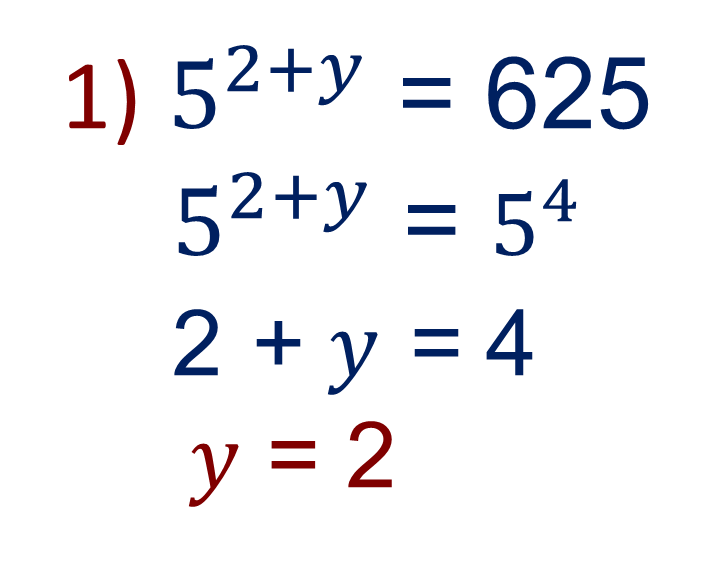 1) 5^{2+y} = 625
5^{2+y} = 5^4
2 + y = 4
y = 2